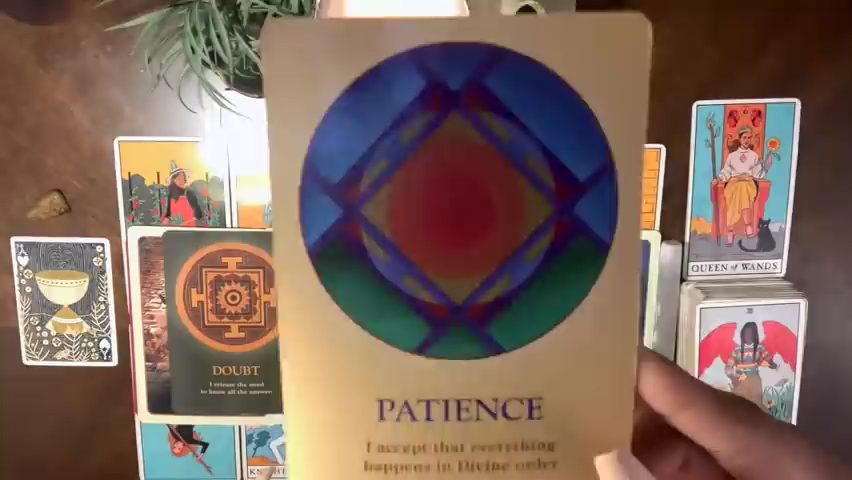 QUEEN OF WANDS
DOUBT
I release the need
to know all the answers
PATIENCE
I accept that everything
happens in Divine order